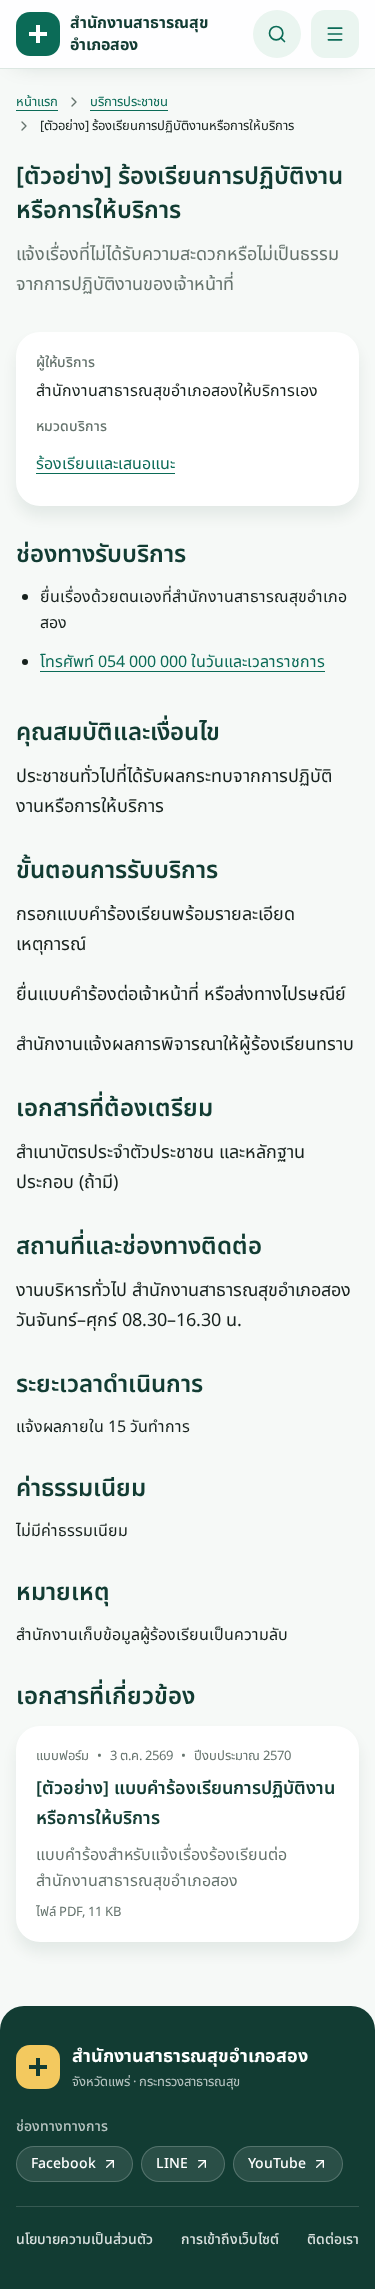 สำนักงานสาธารณสุข
อำเภอสอง
หน้าแรก > บริการประชาชน
> [ตัวอย่าง] ร้องเรียนการปฏิบัติงานหรือการให้บริการ
[ตัวอย่าง] ร้องเรียนการปฏิบัติงาน
หรือการให้บริการ
แจ้งเรื่องที่ไม่ได้รับความสะดวกหรือไม่เป็นธรรม
จากการปฏิบัติงานของเจ้าหน้าที่
ผู้ให้บริการ
สำนักงานสาธารณสุขอำเภอสองให้บริการเอง
หมวดบริการ
ร้องเรียนและเสนอแนะ
ช่องทางรับบริการ
• ยื่นเรื่องด้วยตนเองที่สำนักงานสาธารณสุขอำเภอ
สอง
• โทรศัพท์ 054 000 000 ในวันและเวลาราชการ
คุณสมบัติและเงื่อนไข
ประชาชนทั่วไปที่ได้รับผลกระทบจากการปฏิบัติ
งานหรือการให้บริการ
ขั้นตอนการรับบริการ
กรอกแบบคำร้องเรียนพร้อมรายละเอียด
เหตุการณ์
ยื่นแบบคำร้องต่อเจ้าหน้าที่ หรือส่งทางไปรษณีย์
สำนักงานแจ้งผลการพิจารณาให้ผู้ร้องเรียนทราบ
เอกสารที่ต้องเตรียม
สำเนาบัตรประจำตัวประชาชน และหลักฐาน
ประกอบ (ถ้ามี)
สถานที่และช่องทางติดต่อ
งานบริหารทั่วไป สำนักงานสาธารณสุขอำเภอสอง
วันจันทร์–ศุกร์ 08.30–16.30 น.
ระยะเวลาดำเนินการ
แจ้งผลภายใน 15 วันทำการ
ค่าธรรมเนียม
ไม่มีค่าธรรมเนียม
หมายเหตุ
สำนักงานเก็บข้อมูลผู้ร้องเรียนเป็นความลับ
เอกสารที่เกี่ยวข้อง
แบบฟอร์ม • 3 ต.ค. 2569 • ปีงบประมาณ 2570
[ตัวอย่าง] แบบคำร้องเรียนการปฏิบัติงาน
หรือการให้บริการ
แบบคำร้องสำหรับแจ้งเรื่องร้องเรียนต่อ
สำนักงานสาธารณสุขอำเภอสอง
ไฟล์ PDF, 11 KB
สำนักงานสาธารณสุขอำเภอสอง
จังหวัดแพร่ · กระทรวงสาธารณสุข
ช่องทางทางการ
Facebook LINE YouTube
นโยบายความเป็นส่วนตัว การเข้าถึงเว็บไซต์ ติดต่อเรา